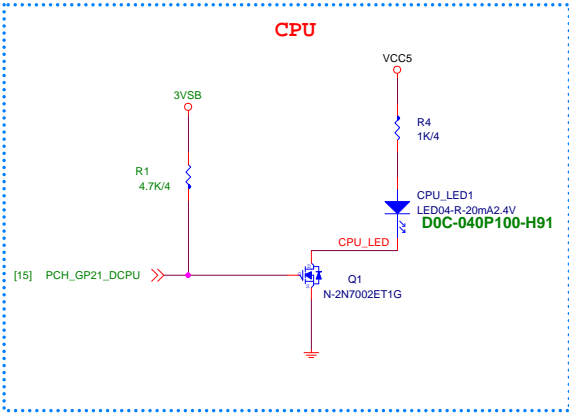 CPU
VCC5
3VSB
R4
1K/4
R1
4.7K/4
CPU_LED1
LED04-R-20mA2.4V
D0C-040P100-H91
CPU_LED
[15] PCH_GP21_DCPU
Q1
N-2N7002ET1G